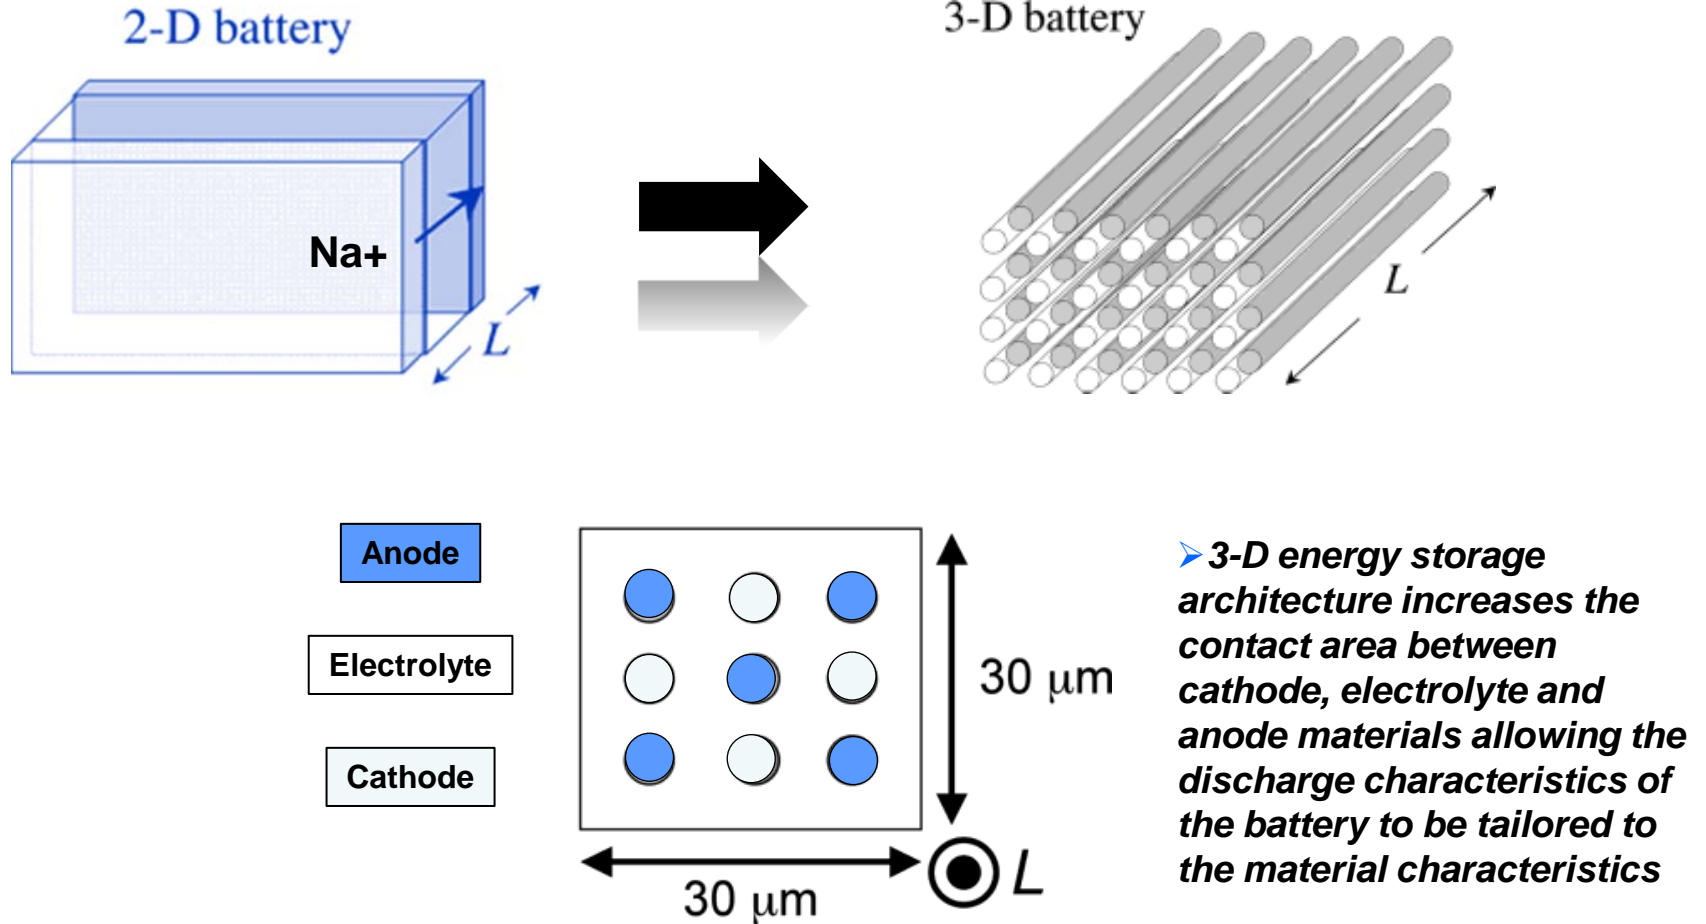 2-D battery
3-D battery
Na+
L
L
Anode
Electrolyte
Cathode
30 μm
30 μm
L
➢3-D energy storage
architecture increases the
contact area between
cathode, electrolyte and
anode materials allowing the
discharge characteristics of
the battery to be tailored to
the material characteristics